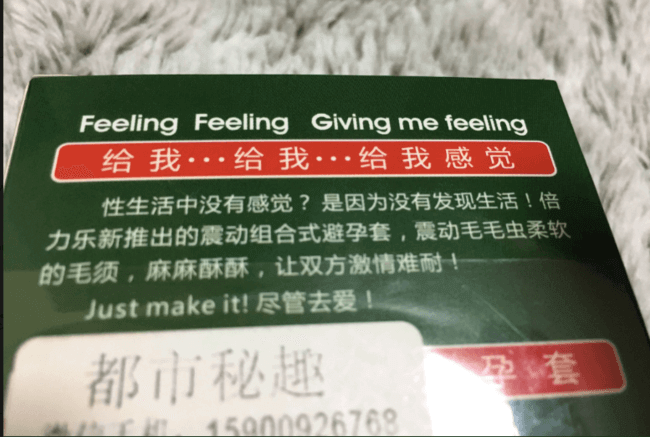 Feeling Feeling Giving me feeling
给我···给我···给我感觉
性生活中没有感觉？是因为没有发现生活！倍
力乐新推出的震动组合式避孕套，震动毛毛虫柔软
的毛须，麻麻酥酥，让双方激情难耐！
Just make it! 尽管去爱！
孕套
都市秘趣
微信手机：15900926768